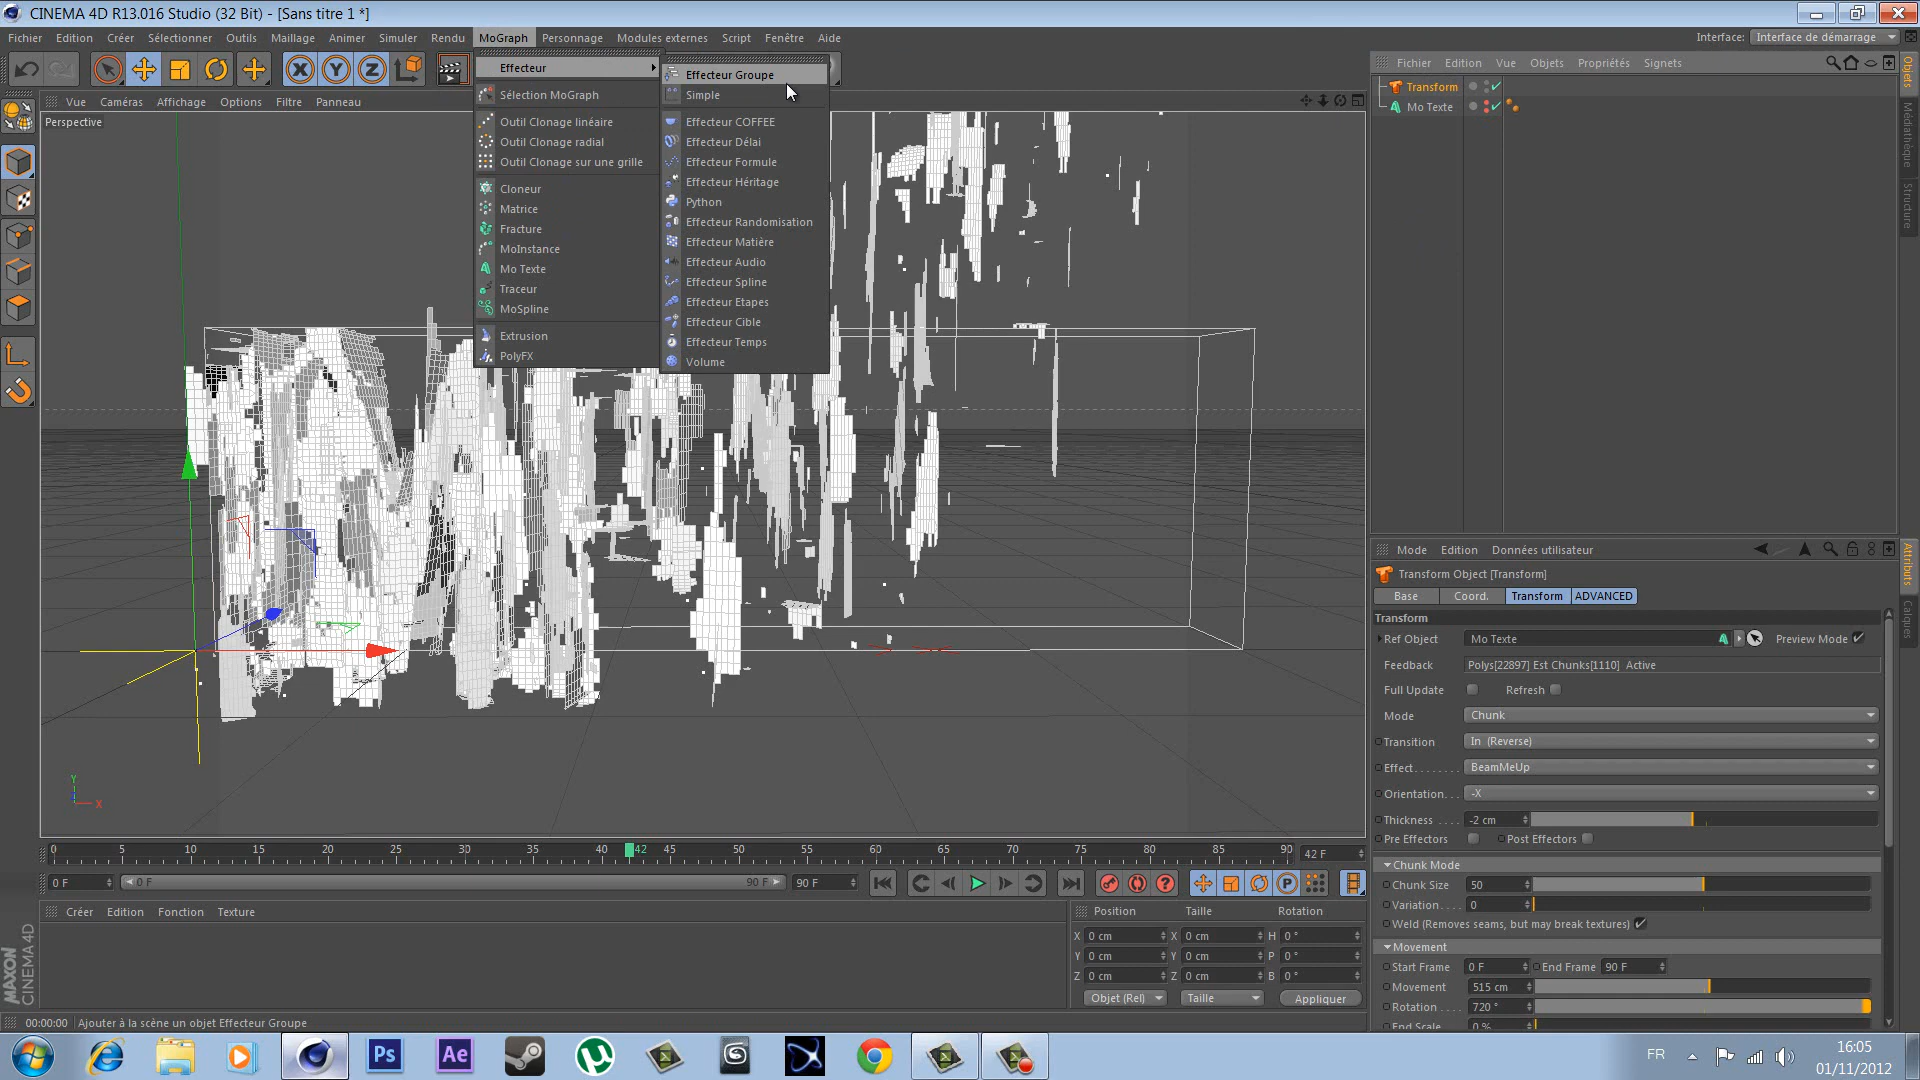 CINEMA 4D R13.016 Studio (32 Bit) - [Sans titre 1 *]
Fichier Edition Créer Sélectionner Outils Maillage Animer Simuler Rendu MoGraph Personnage Modules externes Script Fenêtre Aide
Interface: Interface de démarrage
Effecteur
Sélection MoGraph
Outil Clonage linéaire
Outil Clonage radial
Outil Clonage sur une grille
Cloneur
Matrice
Fracture
MoInstance
Mo Texte
Traceur
MoSpline
Extrusion
PolyFX
Effecteur Groupe
Simple
Effecteur COFFEE
Effecteur Délai
Effecteur Formule
Effecteur Héritage
Python
Effecteur Randomisation
Effecteur Matière
Effecteur Audio
Effecteur Spline
Effecteur Etapes
Effecteur Cible
Effecteur Temps
Volume
X Y Z
Vue Caméras Affichage Options Filtre Panneau
Perspective
Y
X
Fichier Edition Vue Objets Propriétés Signets
Transform
Mo Texte
Objets
Médiathèque
Structure
Mode Edition Données utilisateur
Attributs
Calques
Transform Object [Transform]
Base Coord. Transform ADVANCED
Transform
Ref Object Mo Texte Preview Mode
Feedback Polys[22897] Est Chunks[1110] Active
Full Update Refresh
Mode Chunk
Transition In (Reverse)
Effect........ BeamMeUp
Orientation... -X
Thickness .... -2 cm
Pre Effectors Post Effectors
Chunk Mode
Chunk Size 50
Variation.... 0
Weld (Removes seams, but may break textures)
Movement
Start Frame 0 F End Frame 90 F
Movement 515 cm
Rotation .... 720 °
End Scale 0 %
0 5 10 15 20 25 30 35 40 42 45 50 55 60 65 70 75 80 85 90 42 F
0 F 0 F 90 F 90 F
P
Créer Edition Fonction Texture
Position Taille Rotation
X 0 cm X 0 cm H 0 °
Y 0 cm Y 0 cm P 0 °
Z 0 cm Z 0 cm B 0 °
Objet (Rel) Taille Appliquer
MAXON
CINEMA 4D
00:00:00 Ajouter à la scène un objet Effecteur Groupe
Ps Ae
FR
16:05
01/11/2012